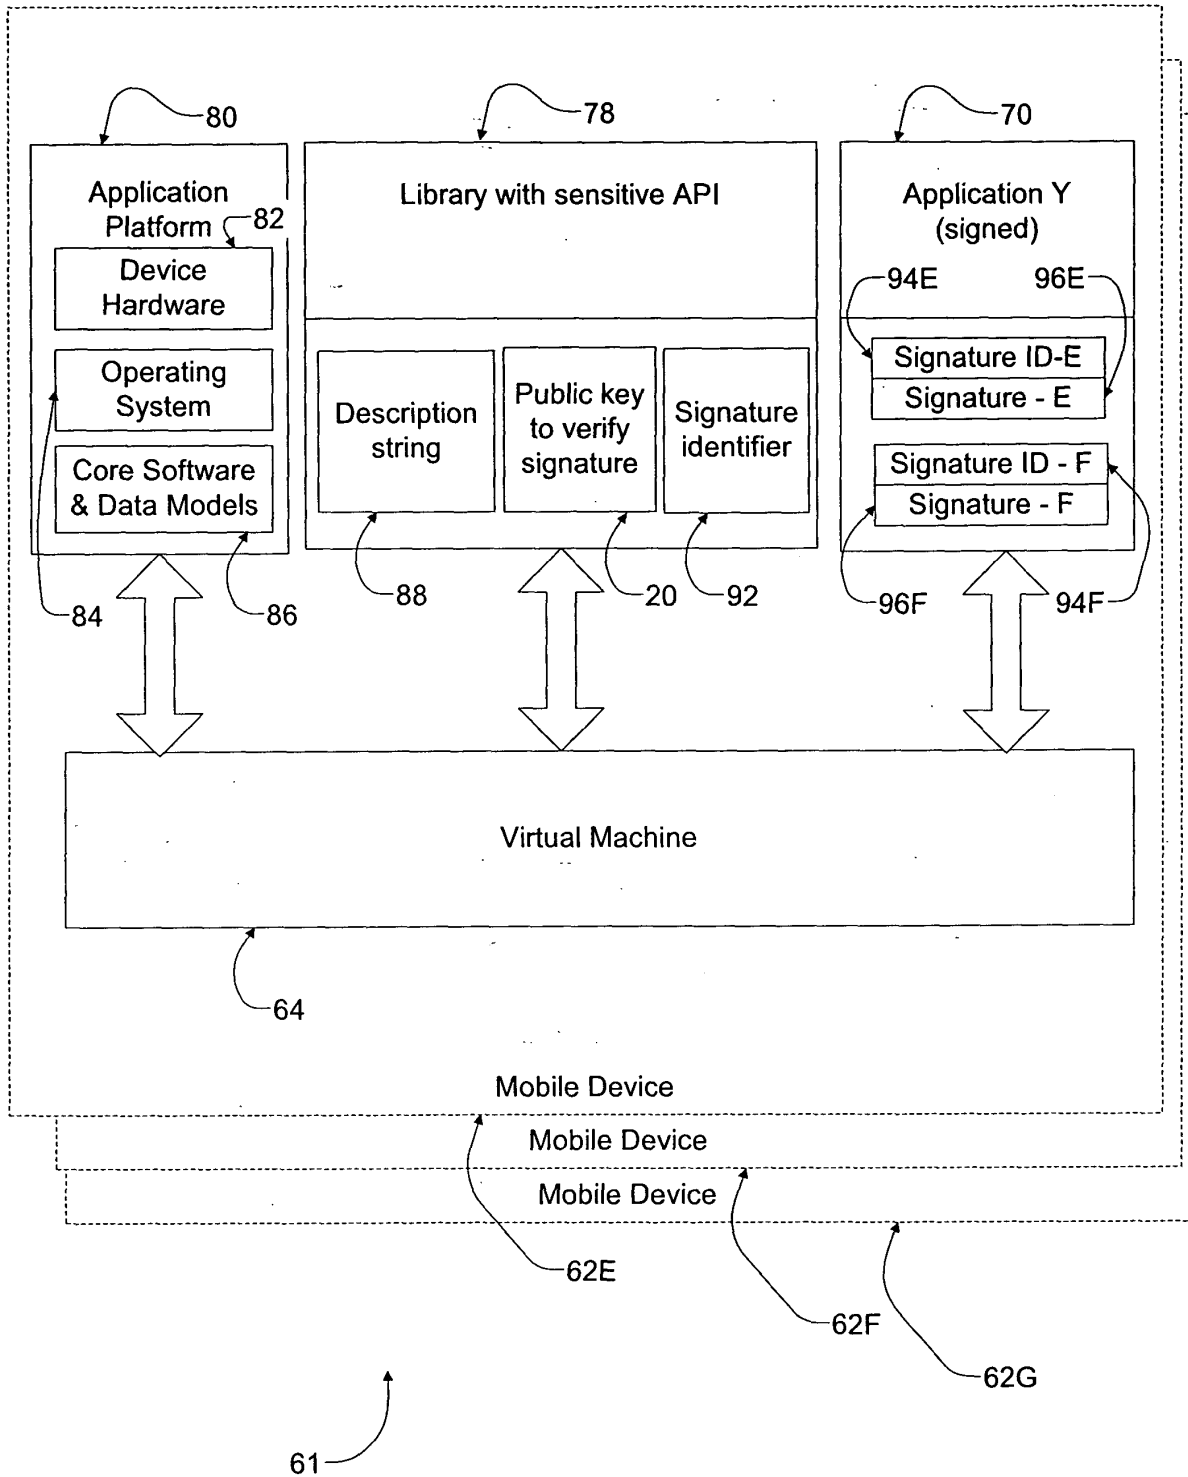 80
78
70
Application
Platform
82
Device
Hardware
Operating
System
Core Software
& Data Models
84
86
Library with sensitive API
Description
string
Public key
to verify
signature
Signature
identifier
88
20
92
Application Y
(signed)
94E
96E
Signature ID-E
Signature - E
Signature ID - F
Signature - F
96F
94F
Virtual Machine
64
Mobile Device
Mobile Device
Mobile Device
62E
62F
62G
61